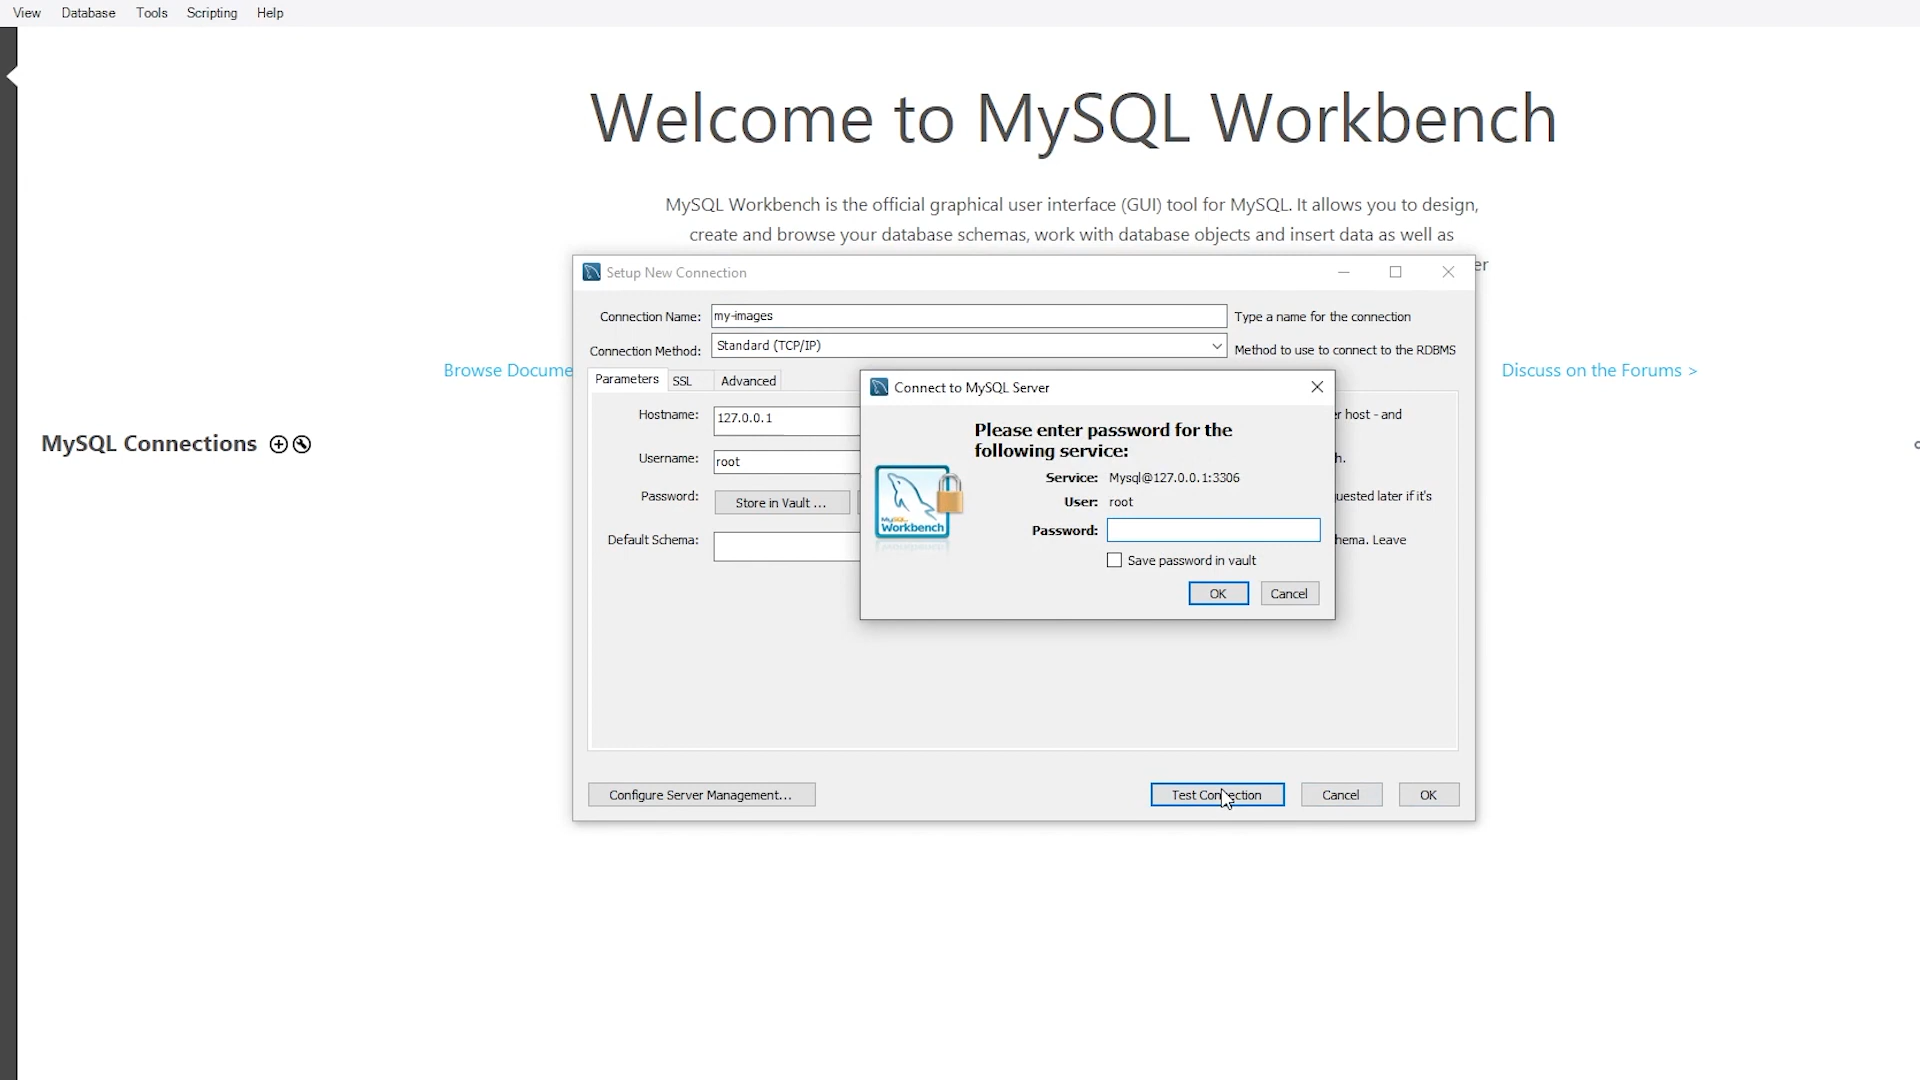 View Database Tools Scripting Help
Welcome to MySQL Workbench
MySQL Workbench is the official graphical user interface (GUI) tool for MySQL. It allows you to design,
create and browse your database schemas, work with database objects and insert data as well as
er
Setup New Connection
Connection Name: my-images Type a name for the connection
Connection Method: Standard (TCP/IP) Method to use to connect to the RDBMS
Browse Docume
Discuss on the Forums >
Parameters SSL Advanced
Connect to MySQL Server
Hostname: 127.0.0.1
r host - and
Please enter password for the
following service:
MySQL Connections
Username: root
h.
Service: Mysql@127.0.0.1:3306
Password: Store in Vault ...
uested later if it's
User: root
MySQL
Workbench
Password:
Default Schema:
hema. Leave
Save password in vault
OK Cancel
Configure Server Management... Test Connection Cancel OK